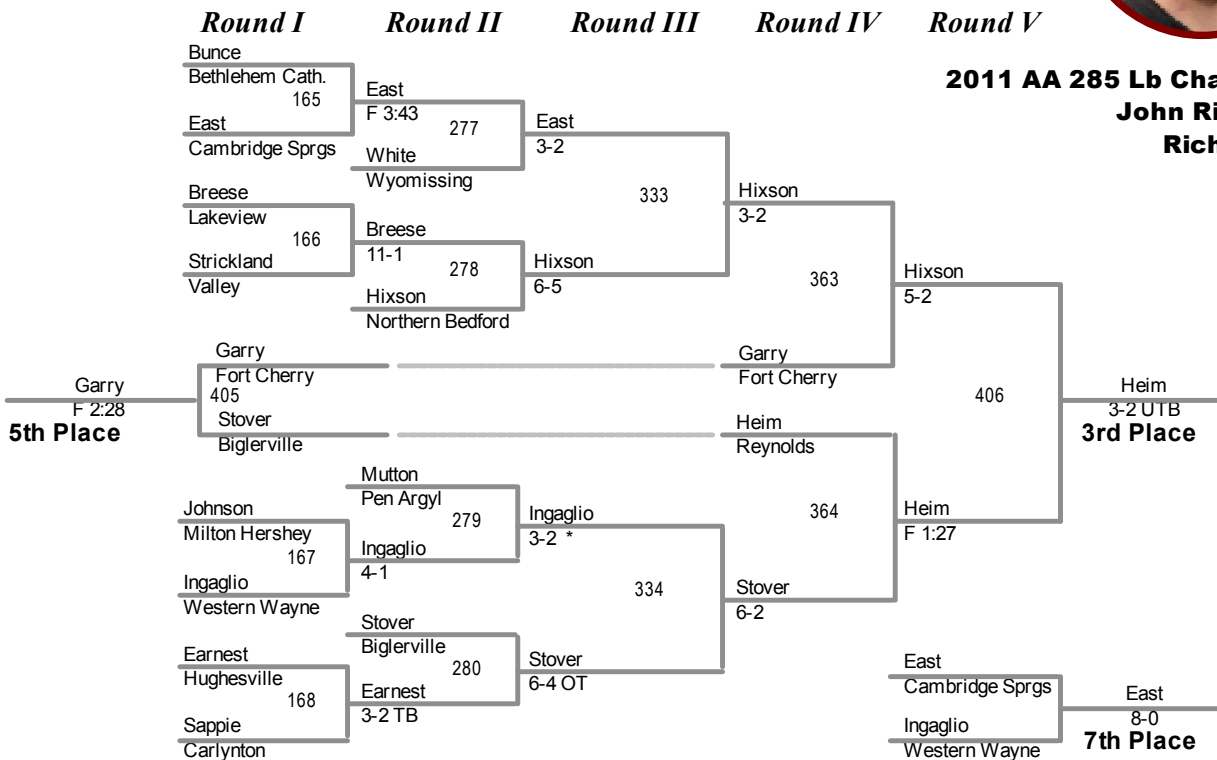 Round I Round II Round III Round IV Round V
2011 AA 285 Lb Cha
John Ri
Rich
Bunce
Bethlehem Cath.
165
East
Cambridge Sprgs
East
F 3:43
277
White
Wyomissing
East
3-2
Breese
Lakeview
166
Strickland
Valley
Breese
11-1
278
Hixson
Northern Bedford
Hixson
6-5
333
Hixson
3-2
363
Garry
Fort Cherry
Hixson
5-2
Garry
Fort Cherry
405
Stover
Biglerville
Garry
F 2:28
5th Place
Heim
Reynolds
406
Heim
3-2 UTB
3rd Place
Johnson
Milton Hershey
167
Ingaglio
Western Wayne
Mutton
Pen Argyl
279
Ingaglio
4-1
Ingaglio
3-2 *
364
Heim
F 1:27
334
Stover
6-2
Earnest
Hughesville
168
Sappie
Carlynton
Stover
Biglerville
280
Earnest
3-2 TB
Stover
6-4 OT
East
Cambridge Sprgs
Ingaglio
Western Wayne
East
8-0
7th Place